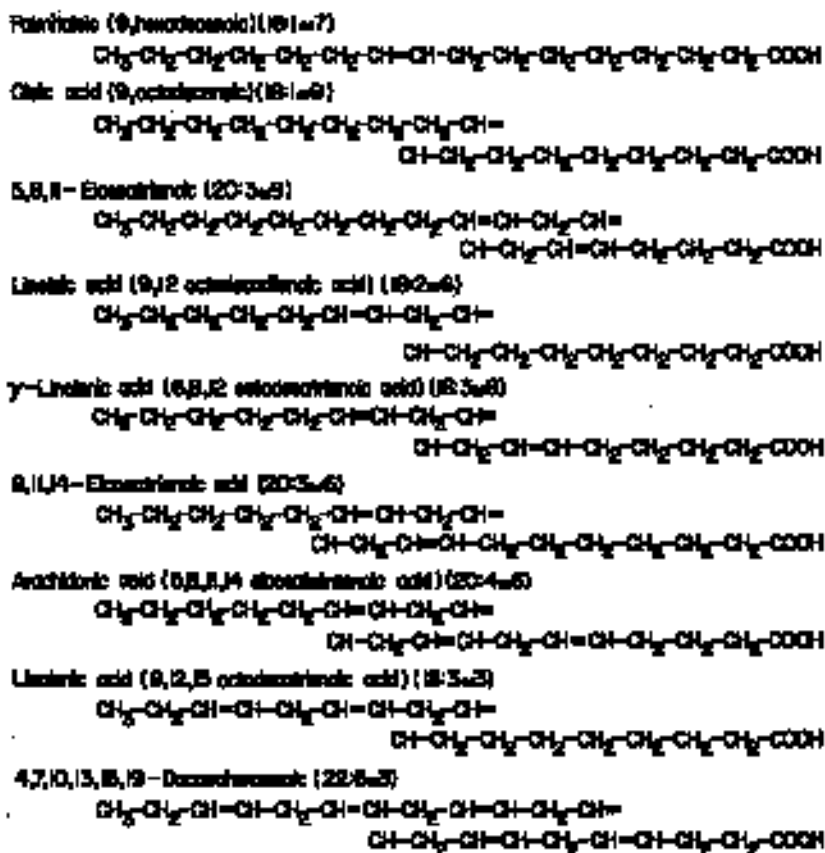 (9,hexadecenoic)(16:1ω7)
CH₃-CH₂-CH₂-CH₂-CH₂-CH₂-CH=CH-CH₂-CH₂-CH₂-CH₂-CH₂-CH₂-CH₂-COOH
Oleic acid (9,octadecenoic)(18:1ω9)
CH₃-CH₂-CH₂-CH₂-CH₂-CH₂-CH₂-CH₂-CH=
CH-CH₂-CH₂-CH₂-CH₂-CH₂-CH₂-CH₂-COOH
5,8,11-Eicosatrienoic (20:3ω9)
CH₃-CH₂-CH₂-CH₂-CH₂-CH₂-CH₂-CH₂-CH=CH-CH₂-CH=
CH-CH₂-CH=CH-CH₂-CH₂-CH₂-COOH
Linoleic acid (9,12 octadecadienoic acid) (18:2ω6)
CH₃-CH₂-CH₂-CH₂-CH₂-CH=CH-CH₂-CH=
CH-CH₂-CH₂-CH₂-CH₂-CH₂-CH₂-CH₂-COOH
γ-Linolenic acid (6,9,12 octadecatrienoic acid) (18:3ω6)
CH₃-CH₂-CH₂-CH₂-CH₂-CH=CH-CH₂-CH=
CH-CH₂-CH=CH-CH₂-CH₂-CH₂-CH₂-COOH
8,11,14-Eicosatrienoic acid (20:3ω6)
CH₃-CH₂-CH₂-CH₂-CH₂-CH=CH-CH₂-CH=
CH-CH₂-CH=CH-CH₂-CH₂-CH₂-CH₂-CH₂-CH₂-COOH
Arachidonic acid (5,8,11,14 eicosatetraenoic acid)(20:4ω6)
CH₃-CH₂-CH₂-CH₂-CH₂-CH=CH-CH₂-CH=
CH-CH₂-CH=CH-CH₂-CH=CH-CH₂-CH₂-CH₂-COOH
Linolenic acid (9,12,15 octadecatrienoic acid) (18:3ω3)
CH₃-CH₂-CH=CH-CH₂-CH=CH-CH₂-CH=
CH-CH₂-CH₂-CH₂-CH₂-CH₂-CH₂-CH₂-COOH
4,7,10,13,16,19-Docosahexaenoic (22:6ω3)
CH₃-CH₂-CH=CH-CH₂-CH=CH-CH₂-CH=CH-CH₂-CH=
CH-CH₂-CH=CH-CH₂-CH=CH-CH₂-CH₂-COOH